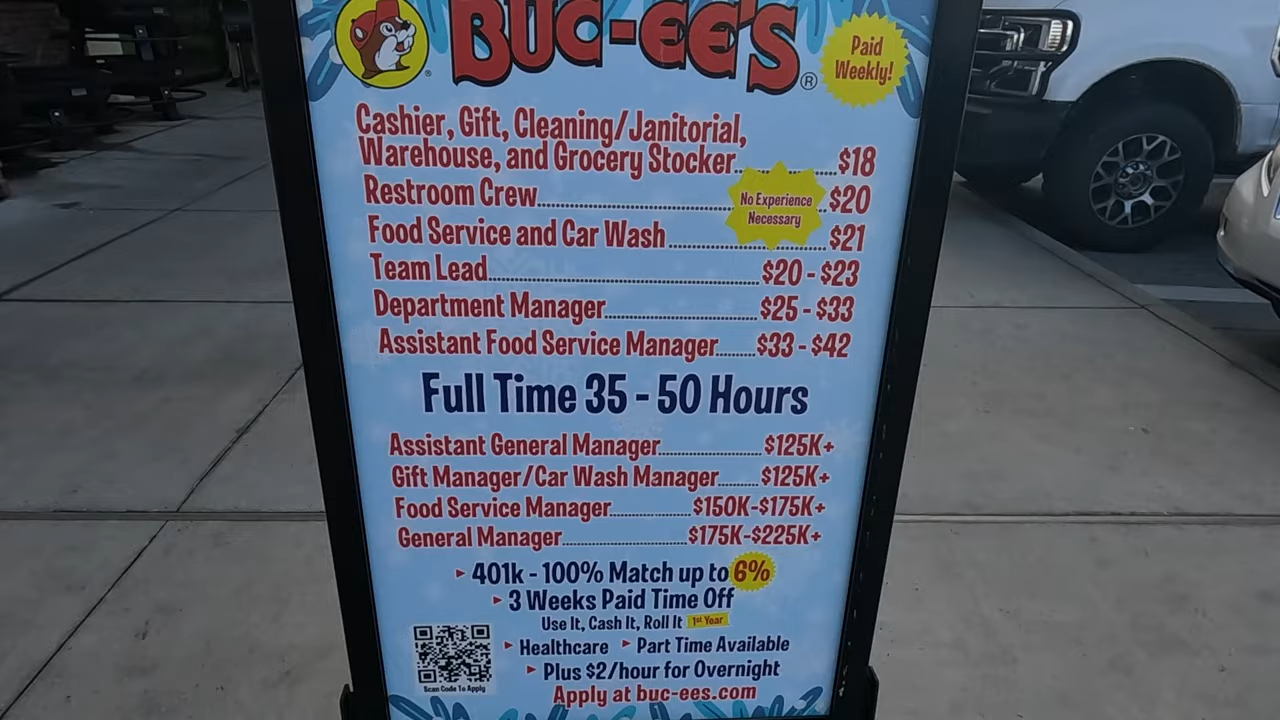 BUC-EE'S®
Paid
Weekly!
Cashier, Gift, Cleaning/Janitorial,
Warehouse, and Grocery Stocker..............$18
Restroom Crew..............................$20
No Experience
Necessary
Food Service and Car Wash..............................$21
Team Lead..............................$20 - $23
Department Manager..............................$25 - $33
Assistant Food Service Manager.........$33 - $42
Full Time 35 - 50 Hours
Assistant General Manager....................$125K+
Gift Manager/Car Wash Manager........$125K+
Food Service Manager................$150K-$175K+
General Manager..........................$175K-$225K+
‣ 401k - 100% Match up to 6%
‣ 3 Weeks Paid Time Off
Use It, Cash It, Roll It 1st Year
‣ Healthcare ‣ Part Time Available
‣ Plus $2/hour for Overnight
Scan Code To Apply
Apply at buc-ees.com